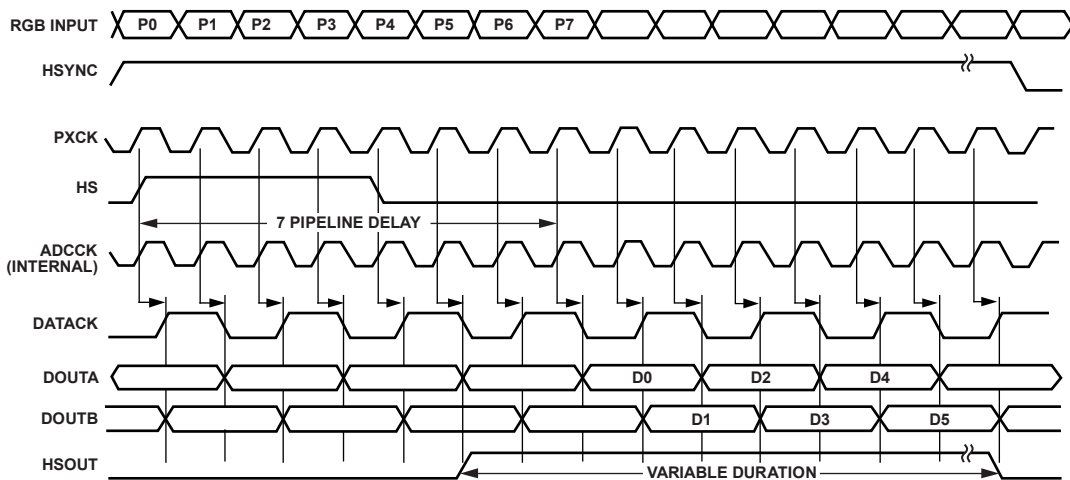 RGB INPUT P0 P1 P2 P3 P4 P5 P6 P7
HSYNC
PXCK
HS
7 PIPELINE DELAY
ADCCK
(INTERNAL)
DATACK
DOUTA D0 D2 D4
DOUTB D1 D3 D5
HSOUT VARIABLE DURATION